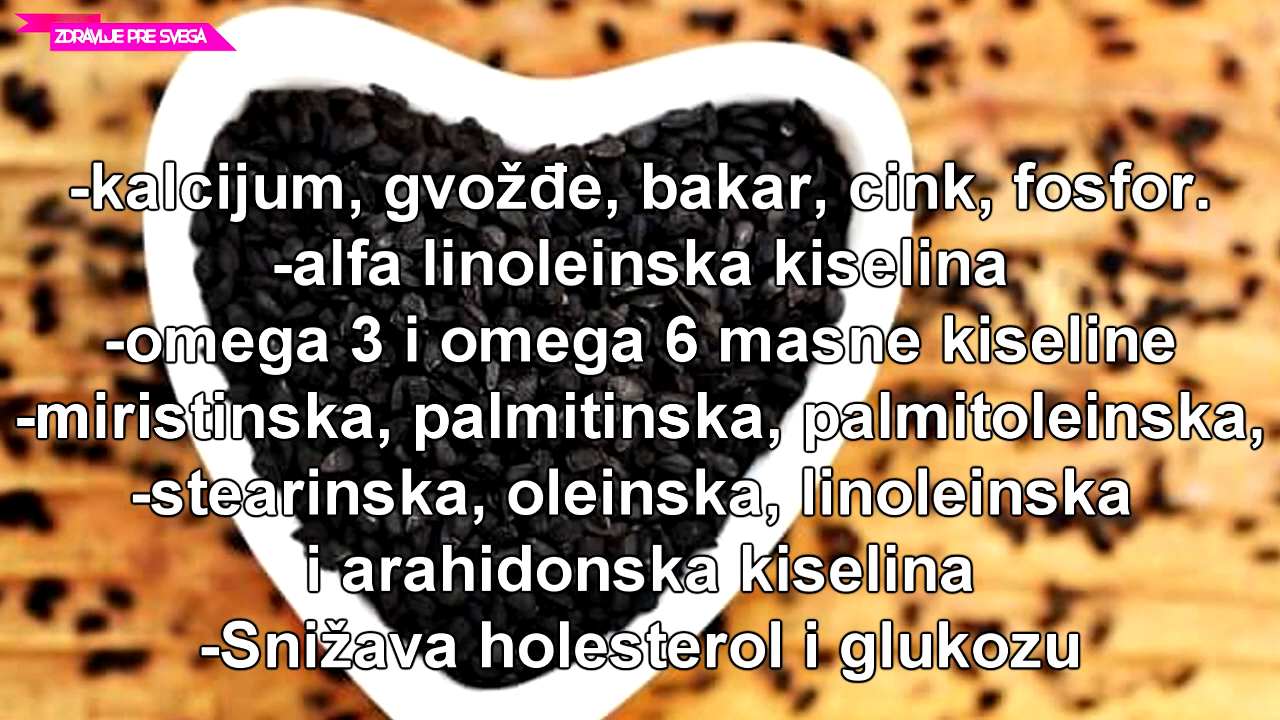 ZDRAVLJE PRE SVEGA
-kalcijum, gvožđe, bakar, cink, fosfor.
-alfa linoleinska kiselina
-omega 3 i omega 6 masne kiseline
-miristinska, palmitinska, palmitoleinska,
-stearinska, oleinska, linoleinska
i arahidonska kiselina
-Snižava holesterol i glukozu